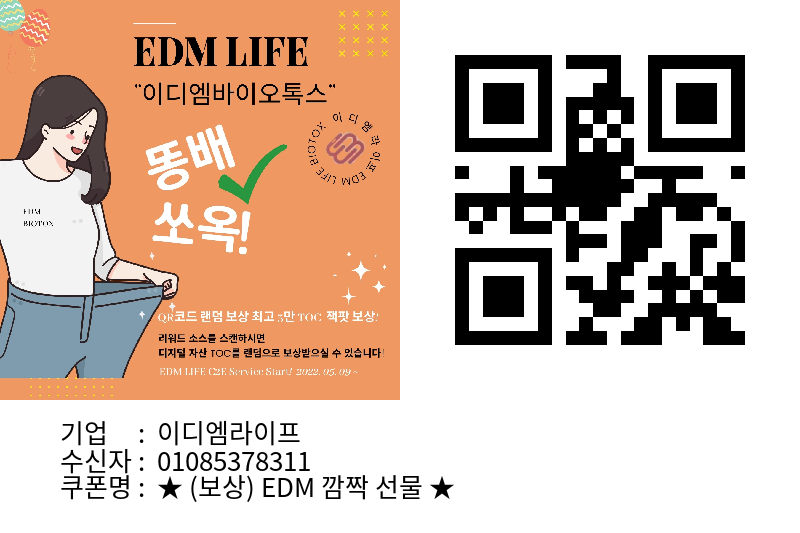 EDM LIFE
"이디엠바이오톡스"
이디엠라이프 EDM LIFE BIOTOX
똥배
쏘옥!
EDM
BIOTOX
QR코드 랜덤 보상 최고 5만 TOC 잭팟 보상!
리워드 소스를 스캔하시면
디지털 자산 TOC를 랜덤으로 보상받으실 수 있습니다!
EDM LIFE C2E Service Start! 2022. 05. 09 ~
기업 : 이디엠라이프
수신자 : 01085378311
쿠폰명 : ★ (보상) EDM 깜짝 선물 ★